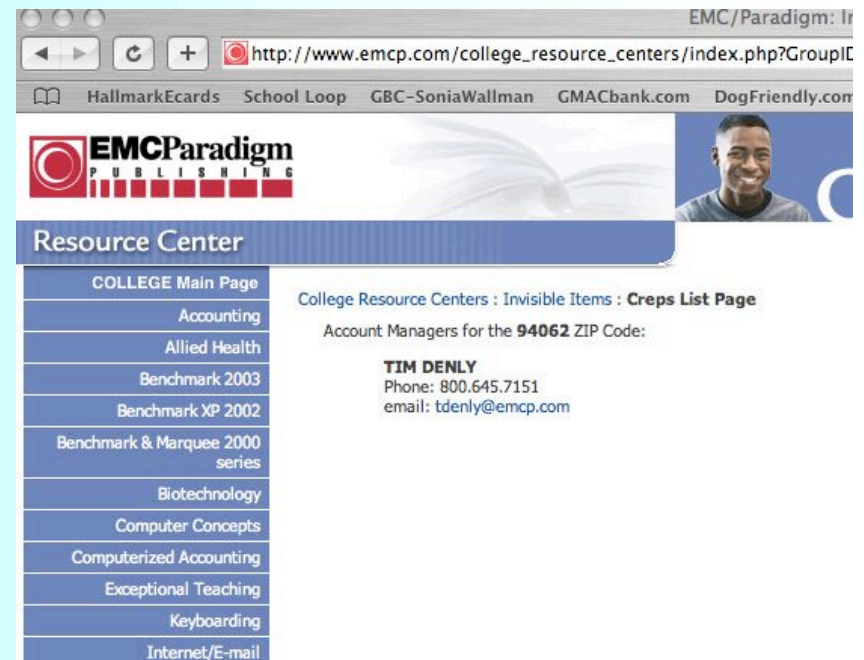 EMC/Paradigm: I
http://www.emcp.com/college_resource_centers/index.php?GroupID
HallmarkEcards School Loop GBC-SoniaWallman GMACbank.com DogFriendly.com
EMCParadigm
PUBLISHING
C
Resource Center
COLLEGE Main Page
Accounting
Allied Health
Benchmark 2003
Benchmark XP 2002
Benchmark & Marquee 2000
series
Biotechnology
Computer Concepts
Computerized Accounting
Exceptional Teaching
Keyboarding
Internet/E-mail
College Resource Centers : Invisible Items : Creps List Page
Account Managers for the 94062 ZIP Code:
TIM DENLY
Phone: 800.645.7151
email: tdenly@emcp.com